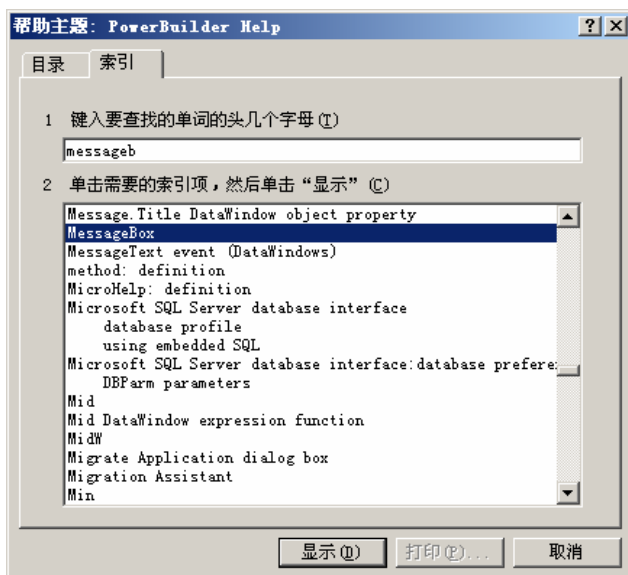 帮助主题: PowerBuilder Help
目录 索引
1 键入要查找的单词的头几个字母(T)
messageb
2 单击需要的索引项，然后单击“显示”(C)
Message.Title DataWindow object property
MessageBox
MessageText event (DataWindows)
method: definition
MicroHelp: definition
Microsoft SQL Server database interface
database profile
using embedded SQL
Microsoft SQL Server database interface:database prefere
DBParm parameters
Mid
Mid DataWindow expression function
MidW
Migrate Application dialog box
Migration Assistant
Min
显示(D) 打印(P)... 取消